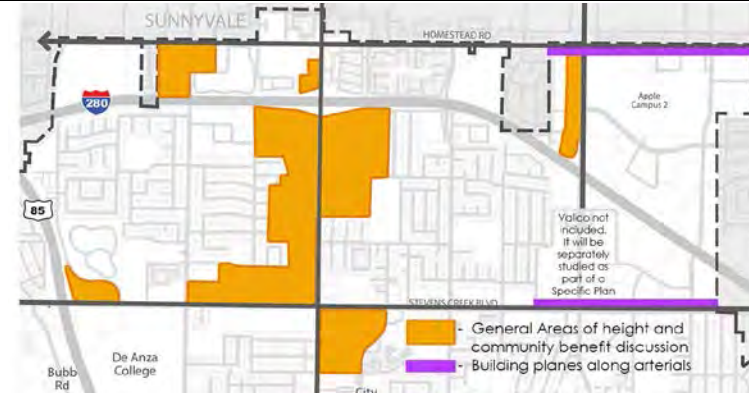 SUNNYVALE
HOMESTEAD RD
280
Apple
Campus 2
85
Vallco not
included.
It will be
separately
studied as
part of a
Specific Plan
STEVENS CREEK BLVD
- General Areas of height and
community benefit discussion
- Building planes along arterials
De Anza
College
Bubb
Rd
City